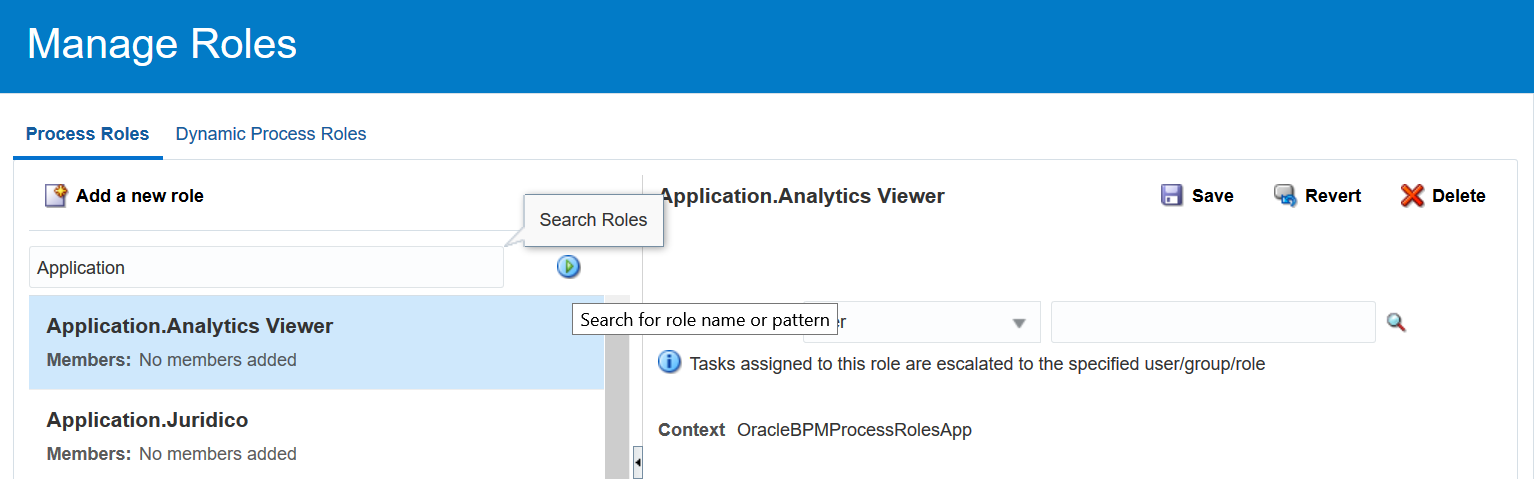 Manage Roles
Process Roles
Dynamic Process Roles
Add a new role
Search Roles
Application
Search for role name or pattern
Application.Analytics Viewer
Members: No members added
Application.Juridico
Members: No members added
Application.Analytics Viewer
Save
Revert
Delete
Tasks assigned to this role are escalated to the specified user/group/role
Context OracleBPMProcessRolesApp